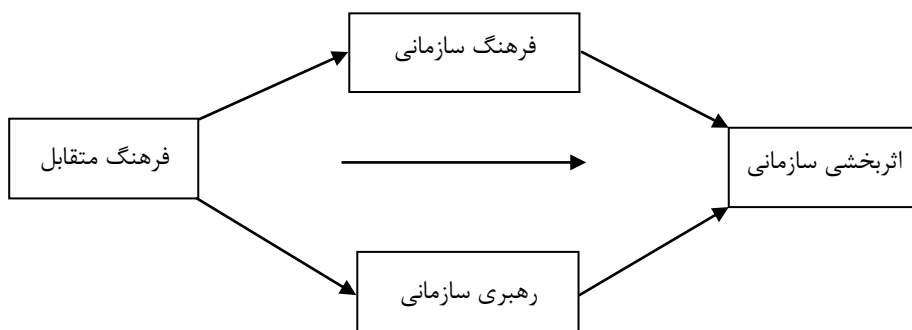 فرهنگ سازمانی
فرهنگ متقابل
اثربخشی سازمانی
رهبری سازمانی